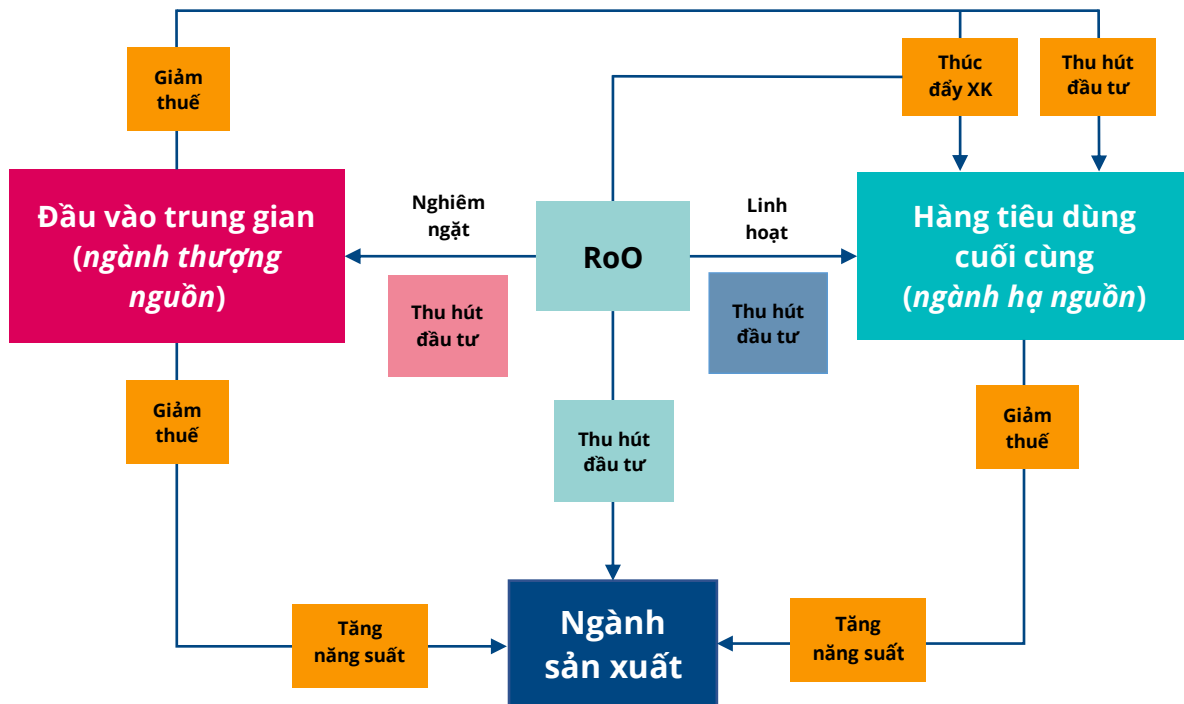 Giảm
thuế
Thúc
đẩy XK
Thu hút
đầu tư
Đầu vào trung gian
(ngành thượng
nguồn)
Nghiêm
ngặt
RoO
Linh
hoạt
Hàng tiêu dùng
cuối cùng
(ngành hạ nguồn)
Thu hút
đầu tư
Thu hút
đầu tư
Giảm
thuế
Thu hút
đầu tư
Giảm
thuế
Tăng
năng suất
Ngành
sản xuất
Tăng
năng suất